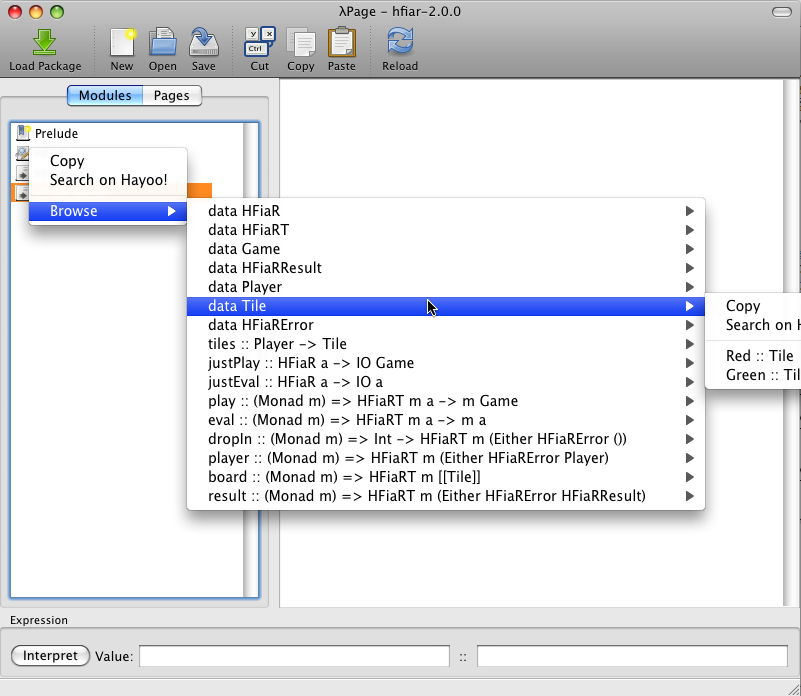 λPage - hfiar-2.0.0
Load Package
New
Open
Save
Cut
Copy
Paste
Reload
y
x
Ctrl
Modules
Pages
Prelude
Copy
Search on Hayoo!
Browse
data HFiaR
data HFiaRT
data Game
data HFiaRResult
data Player
data Tile
data HFiaRError
tiles :: Player -> Tile
justPlay :: HFiaR a -> IO Game
justEval :: HFiaR a -> IO a
play :: (Monad m) => HFiaRT m a -> m Game
eval :: (Monad m) => HFiaRT m a -> m a
dropIn :: (Monad m) => Int -> HFiaRT m (Either HFiaRError ())
player :: (Monad m) => HFiaRT m (Either HFiaRError Player)
board :: (Monad m) => HFiaRT m [[Tile]]
result :: (Monad m) => HFiaRT m (Either HFiaRError HFiaRResult)
Copy
Search on H
Red :: Tile
Green :: Til
Expression
Interpret
Value:
::